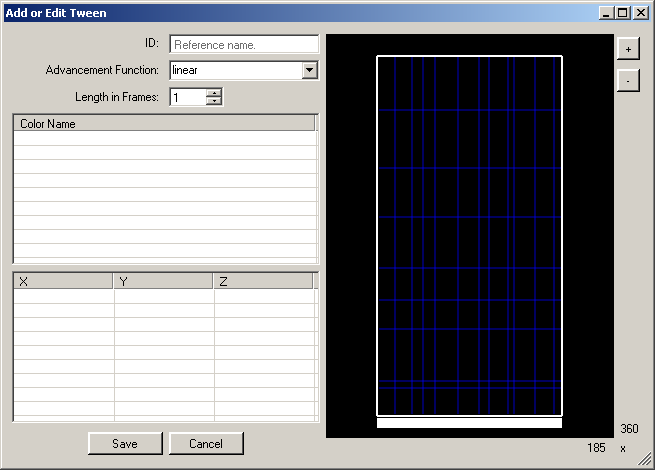 Add or Edit Tween
ID: Reference name.
Advancement Function: linear
Length in Frames: 1
Color Name
X Y Z
Save Cancel
+
-
360
185 x